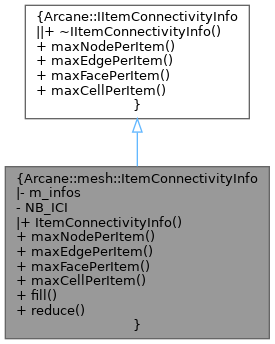 {Arcane::IItemConnectivityInfo
||+ ~IItemConnectivityInfo()
+ maxNodePerItem()
+ maxEdgePerItem()
+ maxFacePerItem()
+ maxCellPerItem()
}
{Arcane::mesh::ItemConnectivityInfo
|- m_infos
- NB_ICI
|+ ItemConnectivityInfo()
+ maxNodePerItem()
+ maxEdgePerItem()
+ maxFacePerItem()
+ maxCellPerItem()
+ fill()
+ reduce()
}